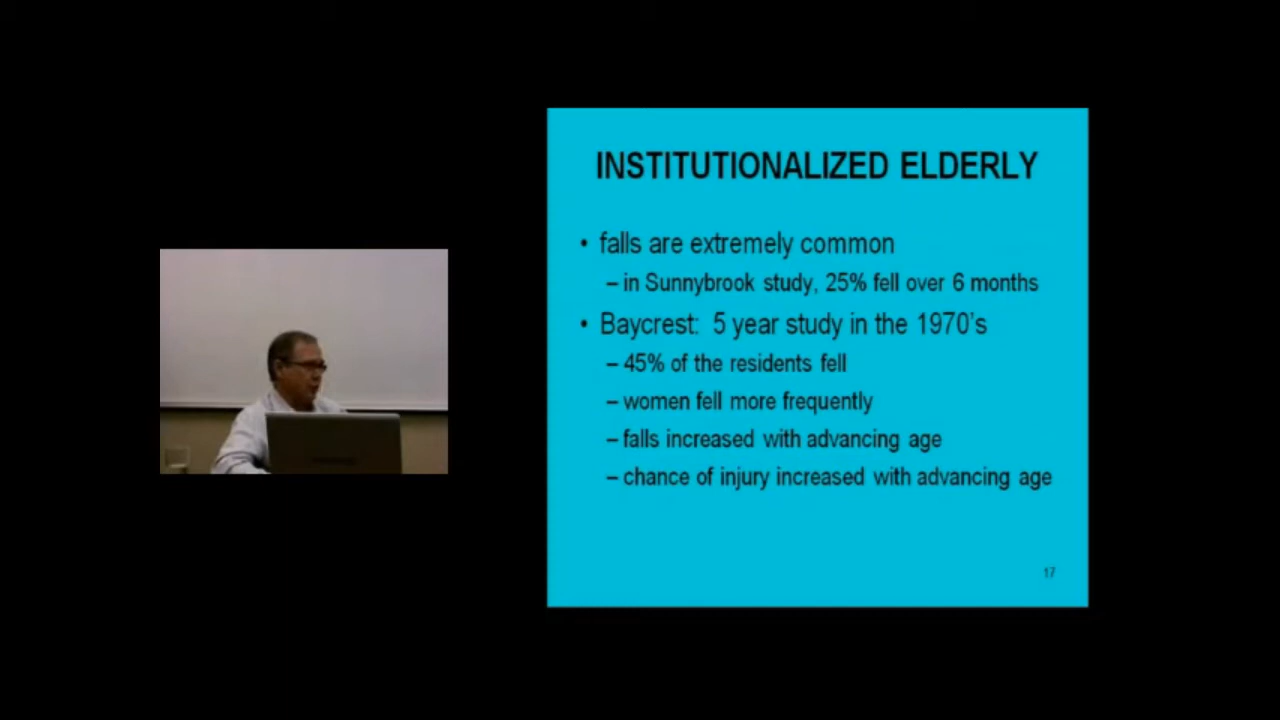 INSTITUTIONALIZED ELDERLY
• falls are extremely common
– in Sunnybrook study, 25% fell over 6 months
• Baycrest: 5 year study in the 1970's
– 45% of the residents fell
– women fell more frequently
– falls increased with advancing age
– chance of injury increased with advancing age
17